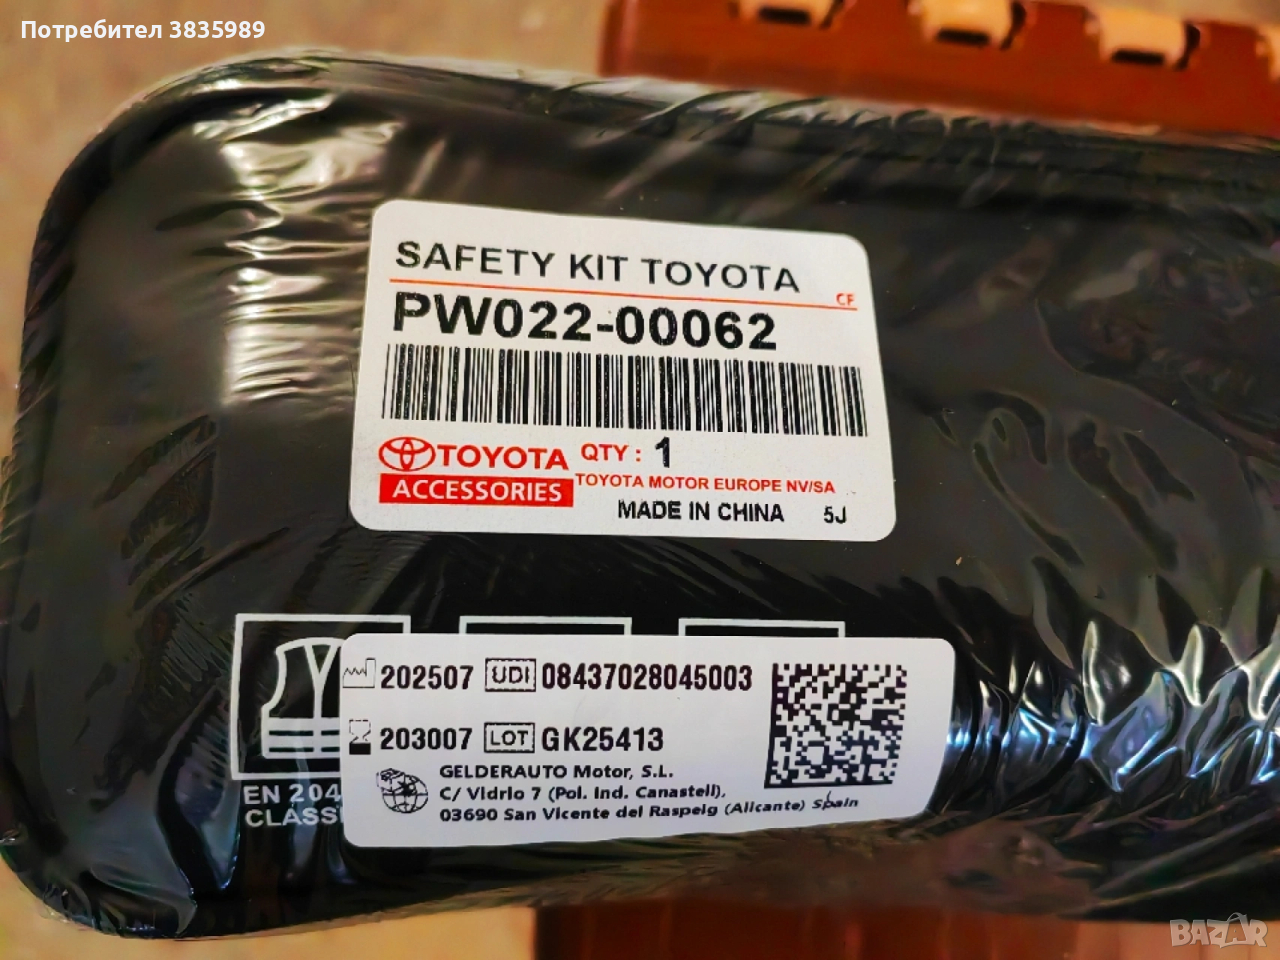 Потребител 3835989
SAFETY KIT TOYOTA
CF
PW022-00062
TOYOTA QTY : 1
ACCESSORIES TOYOTA MOTOR EUROPE NV/SA
MADE IN CHINA 5J
202507 UDI 08437028045003
203007 LOT GK25413
GELDERAUTO Motor, S.L.
C/ Vidrio 7 (Pol. Ind. Canastell),
03690 San Vicente del Raspeig (Alicante) Spain
EN 204
CLASS
BAZAR